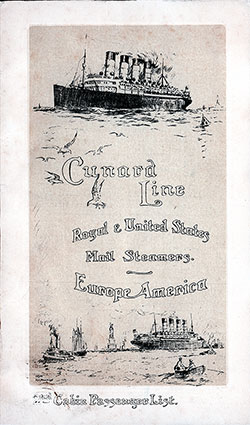 Cunard
Line
Royal & United States
Mail Steamers.
Europe America
Cabin Passenger List.